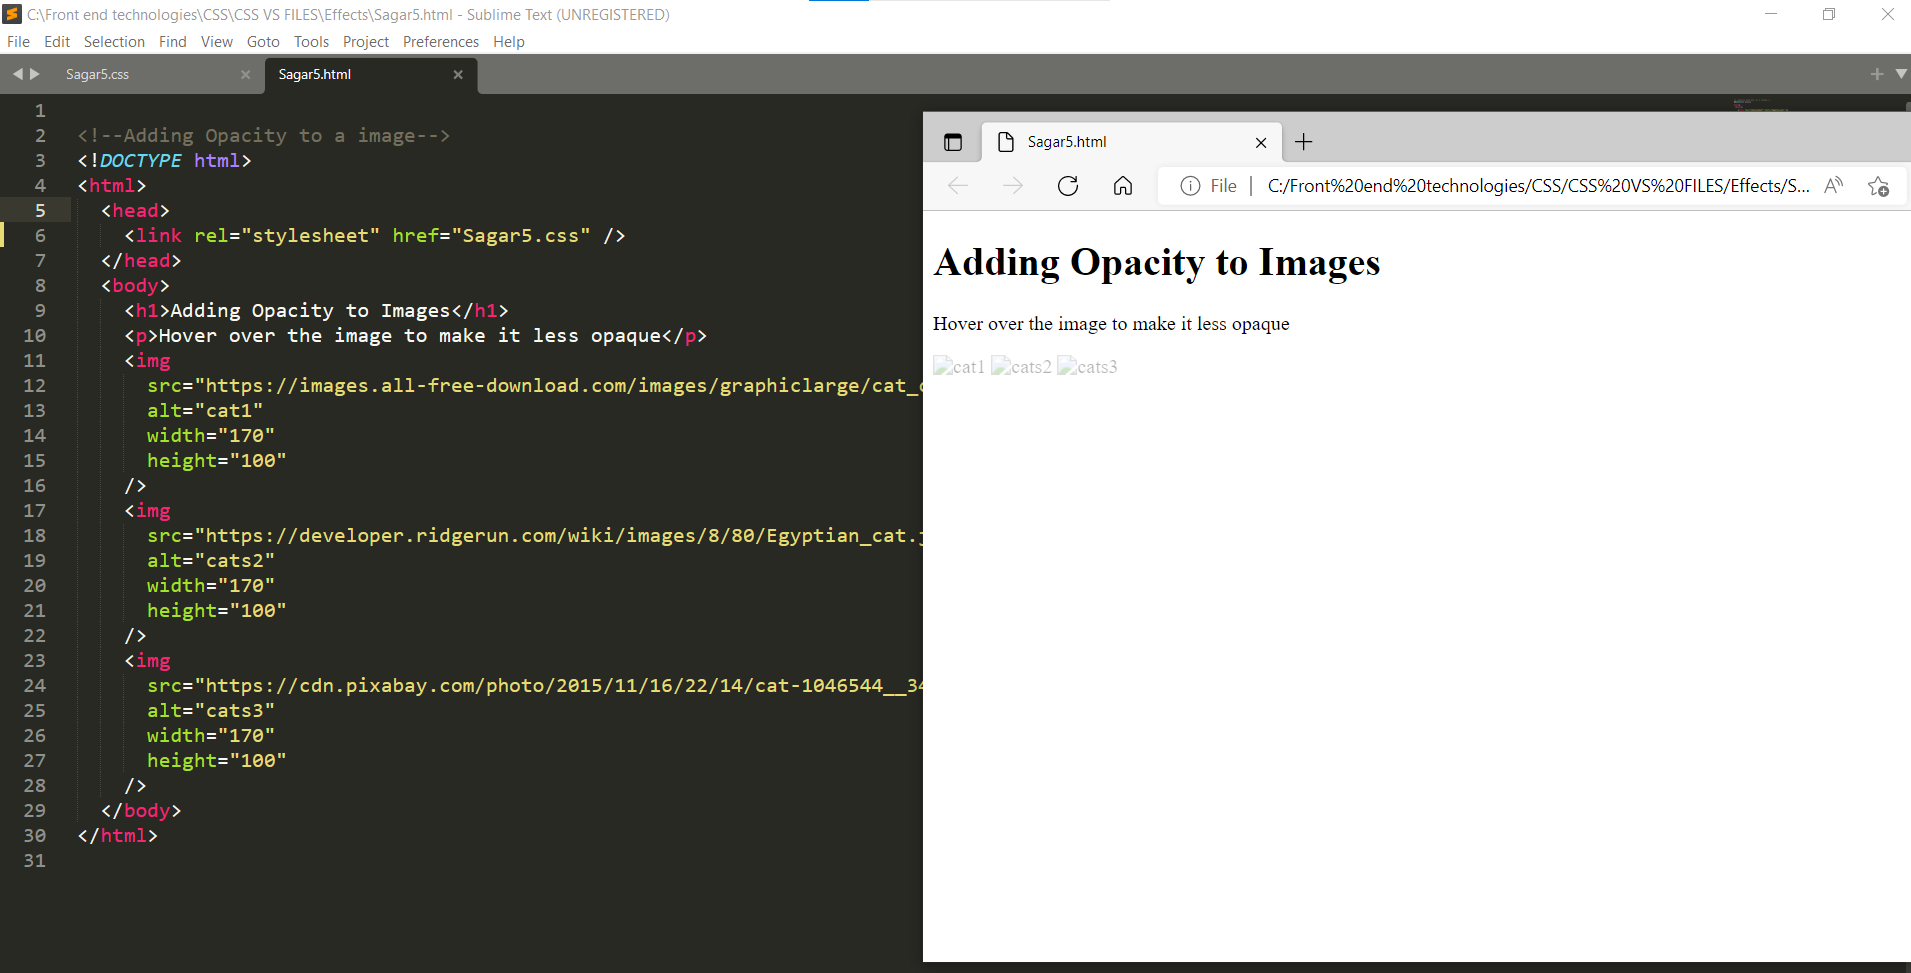 C:\Front end technologies\CSS\CSS VS FILES\Effects\Sagar5.html - Sublime Text (UNREGISTERED)
File Edit Selection Find View Goto Tools Project Preferences Help
Sagar5.css Sagar5.html
1
2 <!--Adding Opacity to a image-->
3 <!DOCTYPE html>
4 <html>
5 <head>
6 <link rel="stylesheet" href="Sagar5.css" />
7 </head>
8 <body>
9 <h1>Adding Opacity to Images</h1>
10 <p>Hover over the image to make it less opaque</p>
11 <img
12 src="https://images.all-free-download.com/images/graphiclarge/cat_
13 alt="cat1"
14 width="170"
15 height="100"
16 />
17 <img
18 src="https://developer.ridgerun.com/wiki/images/8/80/Egyptian_cat.
19 alt="cats2"
20 width="170"
21 height="100"
22 />
23 <img
24 src="https://cdn.pixabay.com/photo/2015/11/16/22/14/cat-1046544__34
25 alt="cats3"
26 width="170"
27 height="100"
28 />
29 </body>
30 </html>
31
Sagar5.html
File C:/Front%20end%20technologies/CSS/CSS%20VS%20FILES/Effects/S...
Adding Opacity to Images
Hover over the image to make it less opaque
cat1 cats2 cats3